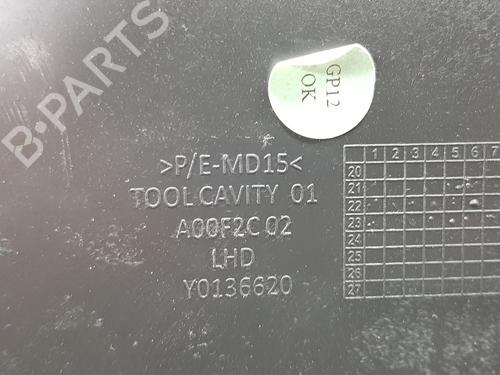 B-PARTS
GP12
OK
>P/E-MD15<
TOOL CAVITY 01
A00F2C 02
LHD
Y0136620
1 2 3 4 5 6 7
20
21
22
23
24
25
26
27